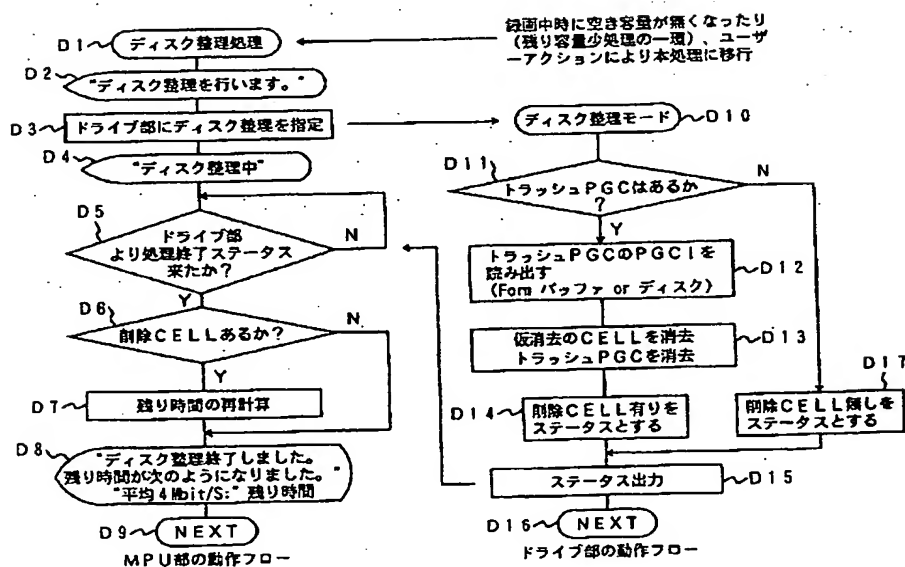 録画中時に空き容量が無くなったり
(残り容量少処理の一環)、ユーザ
ーアクションにより本処理に移行
D1
ディスク整理処理
D2
"ディスク整理を行います。"
D3
ドライブ部にディスク整理を指定
D4
"ディスク整理中"
D5
ドライブ部
より処理終了ステータス
来たか?
N
Y
D6
削除CELLあるか?
N
Y
D7
残り時間の再計算
D8
"ディスク整理終了しました。
残り時間が次のようになりました。"
"平均4Mbit/S:"残り時間
D9
NEXT
MPU部の動作フロー
ディスク整理モード
D10
D11
トラッシュPGCはあるか
?
N
Y
トラッシュPGCのPGCIを
読み出す
(Form バッファ or ディスク)
D12
仮消去のCELLを消去
トラッシュPGCを消去
D13
D14
削除CELL有りを
ステータスとする
D17
削除CELL無しを
ステータスとする
ステータス出力
D15
D16
NEXT
ドライブ部の動作フロー